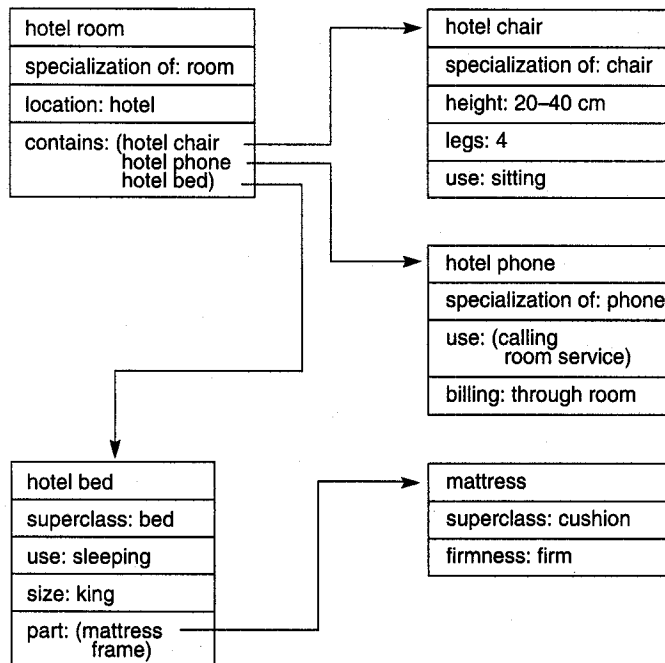 hotel room
specialization of: room
location: hotel
contains: (hotel chair
hotel phone
hotel bed)
hotel chair
specialization of: chair
height: 20–40 cm
legs: 4
use: sitting
hotel phone
specialization of: phone
use: (calling
room service)
billing: through room
hotel bed
superclass: bed
use: sleeping
size: king
part: (mattress
frame)
mattress
superclass: cushion
firmness: firm